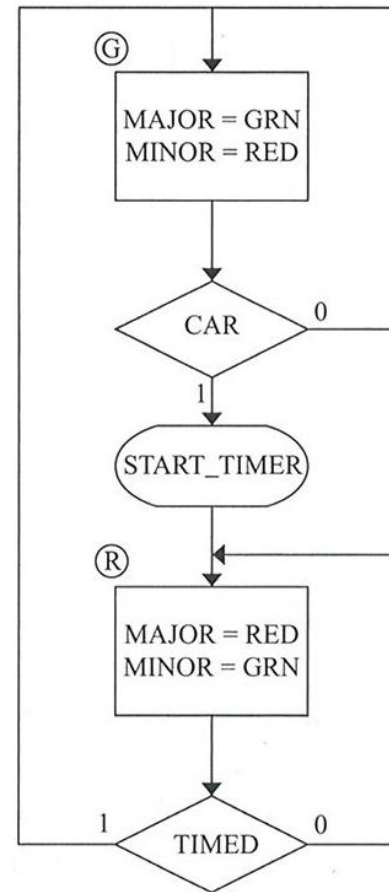 G
MAJOR = GRN
MINOR = RED
CAR
0
1
START_TIMER
R
MAJOR = RED
MINOR = GRN
1
TIMED
0